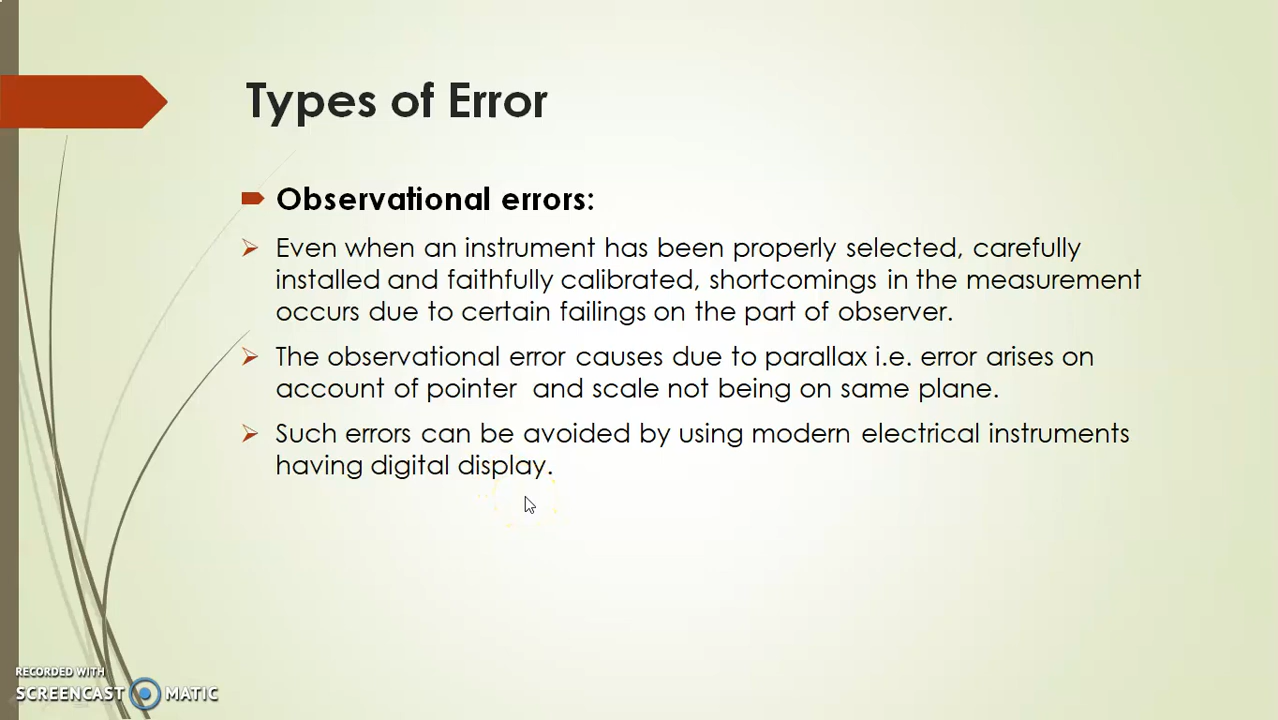 Types of Error
Observational errors:
Even when an instrument has been properly selected, carefully
installed and faithfully calibrated, shortcomings in the measurement
occurs due to certain failings on the part of observer.
The observational error causes due to parallax i.e. error arises on
account of pointer and scale not being on same plane.
Such errors can be avoided by using modern electrical instruments
having digital display.
RECORDED WITH
SCREENCAST MATIC